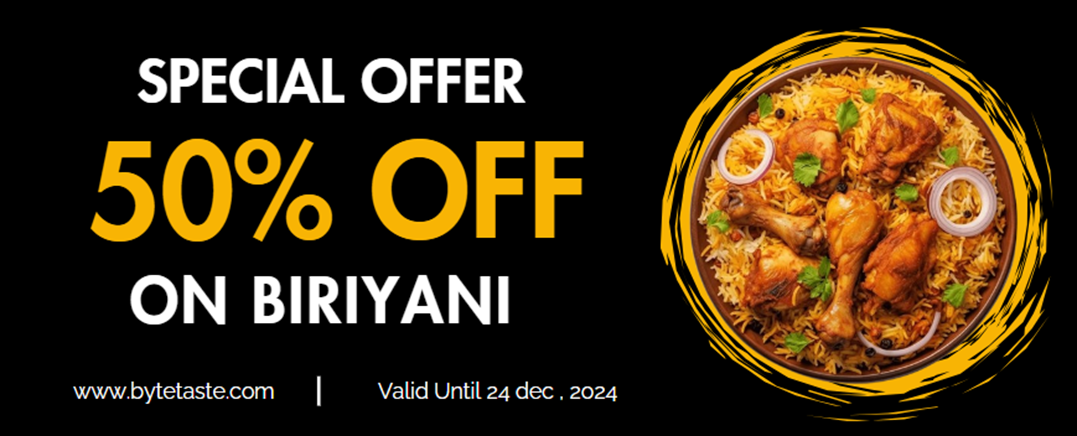 SPECIAL OFFER
50% OFF
ON BIRIYANI
www.bytetaste.com | Valid Until 24 dec , 2024